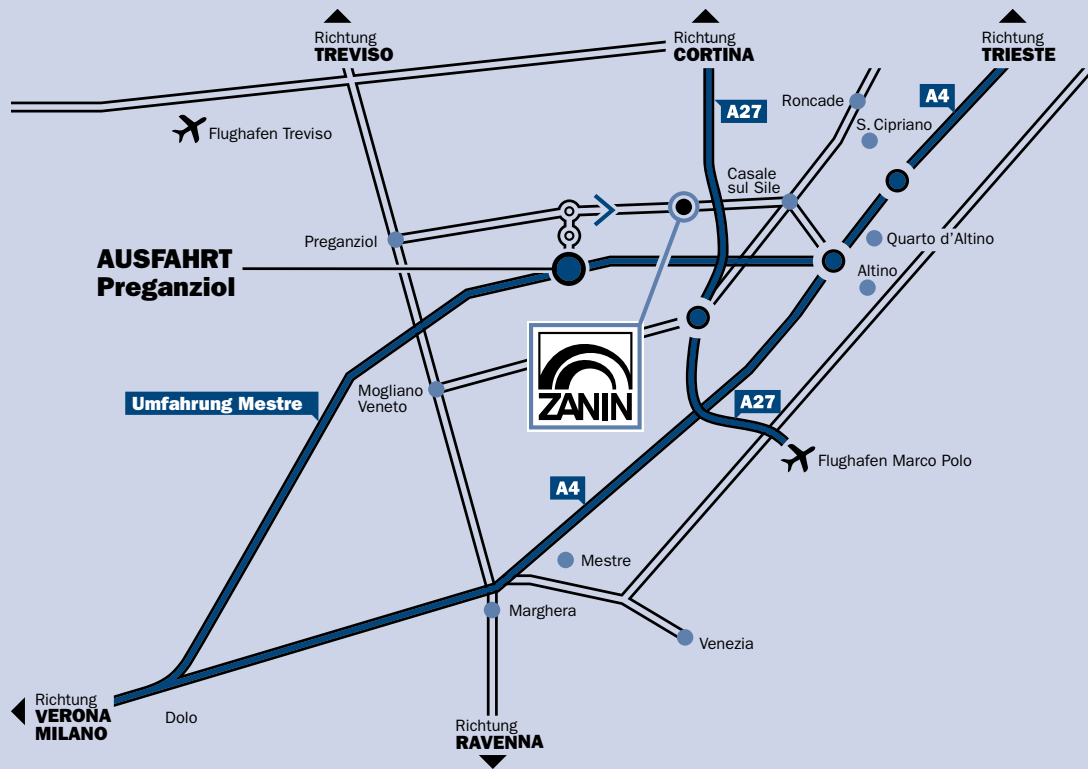 Richtung
TREVISO
Richtung
CORTINA
Richtung
TRIESTE
A4
A27
Roncade
S. Cipriano
Flughafen Treviso
Casale
sul Sile
Preganziol
Quarto d'Altino
AUSFAHRT
Preganziol
Altino
ZANIN
Mogliano
Veneto
Umfahrung Mestre
A27
Flughafen Marco Polo
A4
Mestre
Marghera
Venezia
Richtung
VERONA
MILANO
Dolo
Richtung
RAVENNA